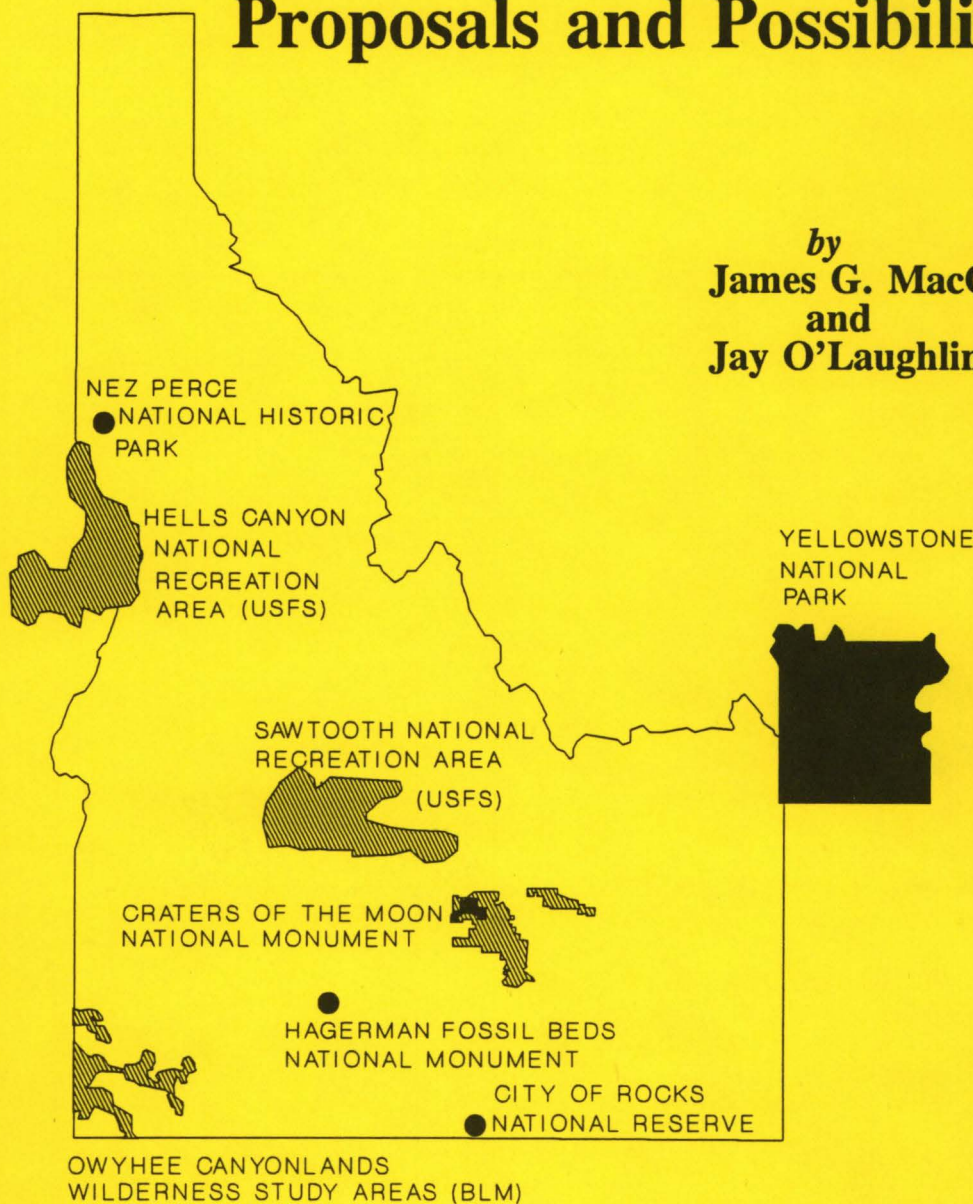 Proposals and Possibili
by
James G. Mac
and
Jay O'Laughlin
NEZ PERCE
NATIONAL HISTORIC
PARK
HELLS CANYON
NATIONAL
RECREATION
AREA (USFS)
YELLOWSTONE
NATIONAL
PARK
SAWTOOTH NATIONAL
RECREATION AREA
(USFS)
CRATERS OF THE MOON
NATIONAL MONUMENT
HAGERMAN FOSSIL BEDS
NATIONAL MONUMENT
CITY OF ROCKS
NATIONAL RESERVE
OWYHEE CANYONLANDS
WILDERNESS STUDY AREAS (BLM)